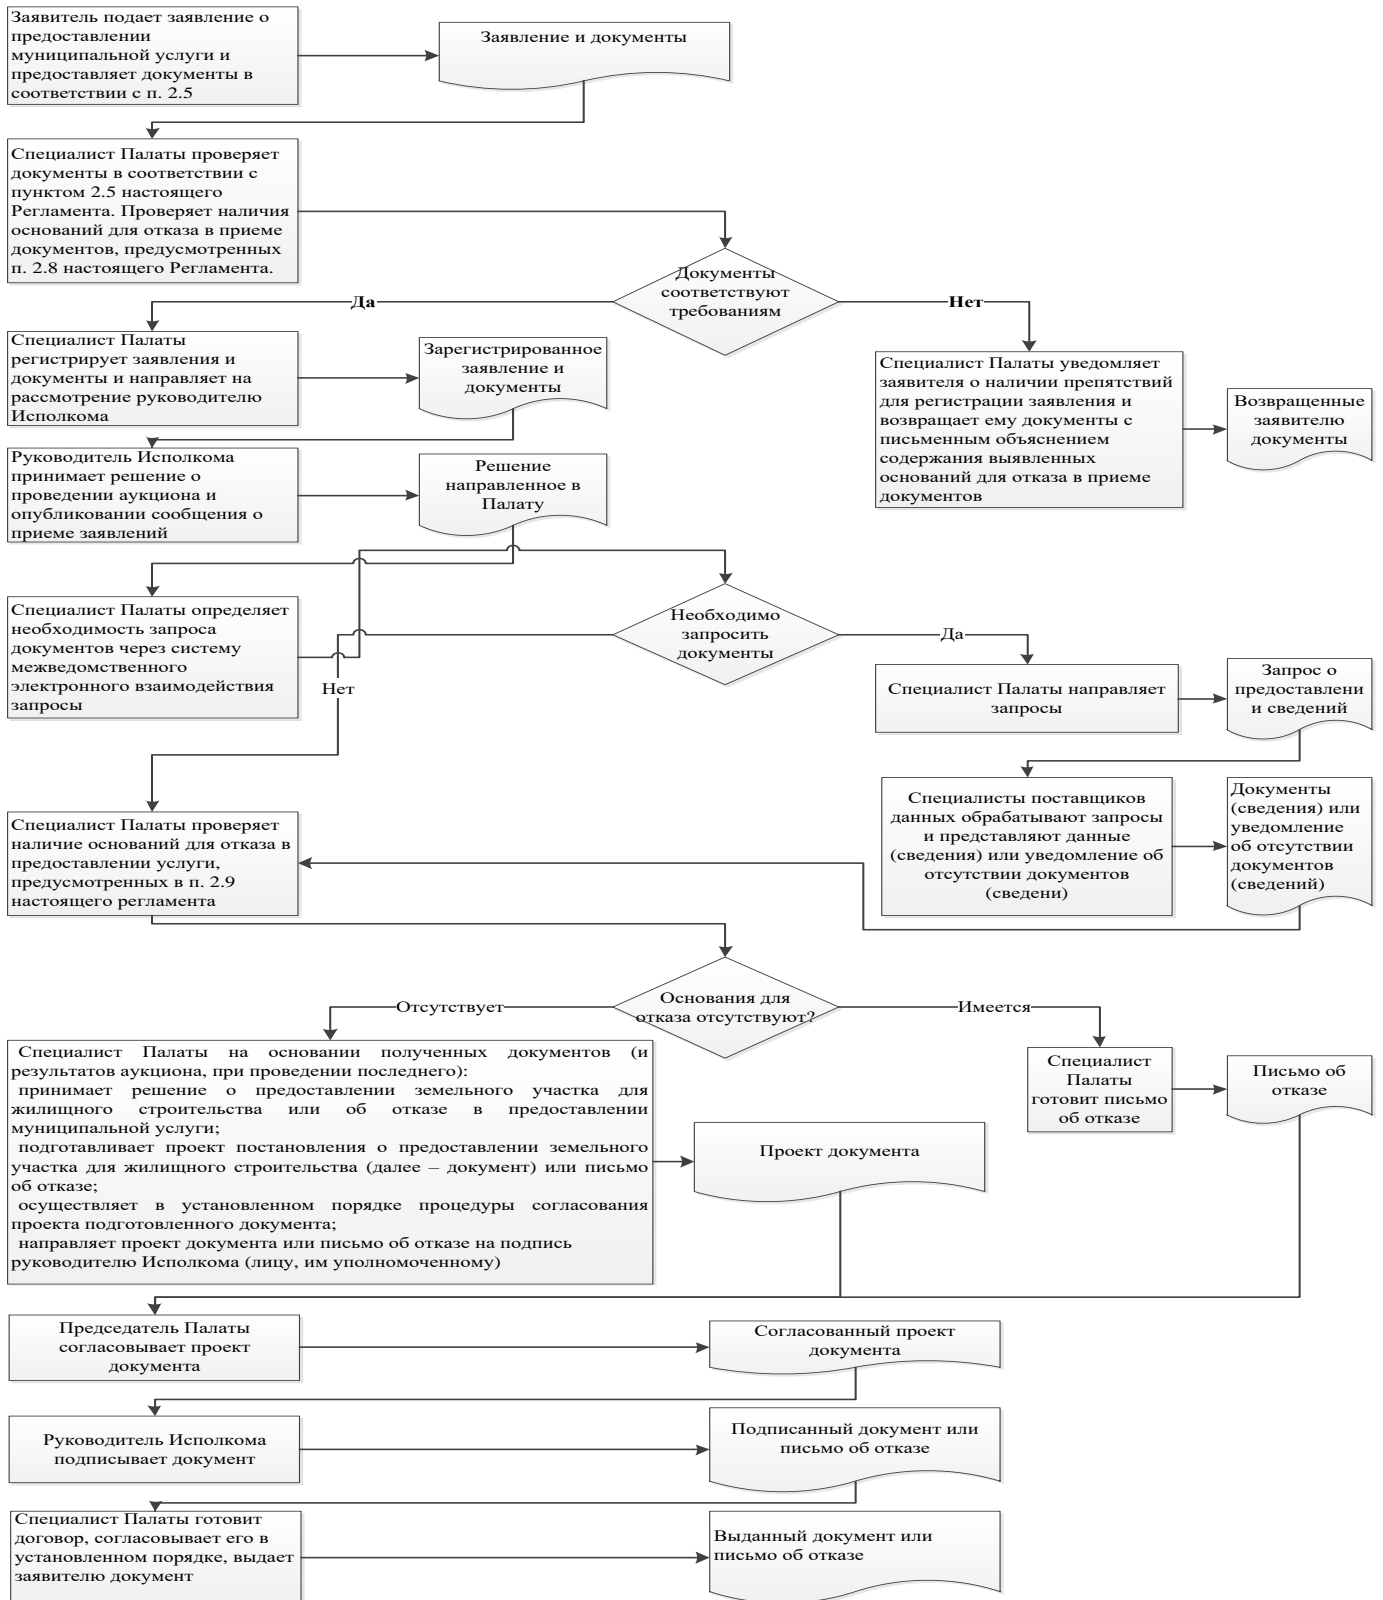 Заявитель подает заявление о
предоставлении
муниципальной услуги и
предоставляет документы в
соответствии с п. 2.5
Заявление и документы
Специалист Палаты проверяет
документы в соответствии с
пунктом 2.5 настоящего
Регламента. Проверяет наличия
оснований для отказа в приеме
документов, предусмотренных
п. 2.8 настоящего Регламента.
Документы
соответствуют
требованиям
Да
Нет
Специалист Палаты
регистрирует заявления и
документы и направляет на
рассмотрение руководителю
Исполкома
Зарегистрированное
заявление и
документы
Специалист Палаты уведомляет
заявителя о наличии препятствий
для регистрации заявления и
возвращает ему документы с
письменным объяснением
содержания выявленных
оснований для отказа в приеме
документов
Возвращенные
заявителю
документы
Руководитель Исполкома
принимает решение о
проведении аукциона и
опубликовании сообщения о
приеме заявлений
Решение
направленное в
Палату
Специалист Палаты определяет
необходимость запроса
документов через систему
межведомственного
электронного взаимодействия
запросы
Необходимо
запросить
документы
Да
Нет
Специалист Палаты направляет
запросы
Запрос о
предоставлени
и сведений
Специалисты поставщиков
данных обрабатывают запросы
и представляют данные
(сведения) или уведомление об
отсутствии документов
(сведени)
Документы
(сведения) или
уведомление
об отсутствии
документов
(сведений)
Специалист Палаты проверяет
наличие оснований для отказа в
предоставлении услуги,
предусмотренных в п. 2.9
настоящего регламента
Основания для
отказа отсутствуют?
Отсутствует
Имеется
Специалист Палаты на основании полученных документов (и
результатов аукциона, при проведении последнего):
принимает решение о предоставлении земельного участка для
жилищного строительства или об отказе в предоставлении
муниципальной услуги;
подготавливает проект постановления о предоставлении земельного
участка для жилищного строительства (далее – документ) или письмо
об отказе;
осуществляет в установленном порядке процедуры согласования
проекта подготовленного документа;
направляет проект документа или письмо об отказе на подпись
руководителю Исполкома (лицу, им уполномоченному)
Проект документа
Специалист
Палаты
готовит письмо
об отказе
Письмо об
отказе
Председатель Палаты
согласовывает проект
документа
Согласованный проект
документа
Руководитель Исполкома
подписывает документ
Подписанный документ или
письмо об отказе
Специалист Палаты готовит
договор, согласовывает его в
установленном порядке, выдает
заявителю документ
Выданный документ или
письмо об отказе